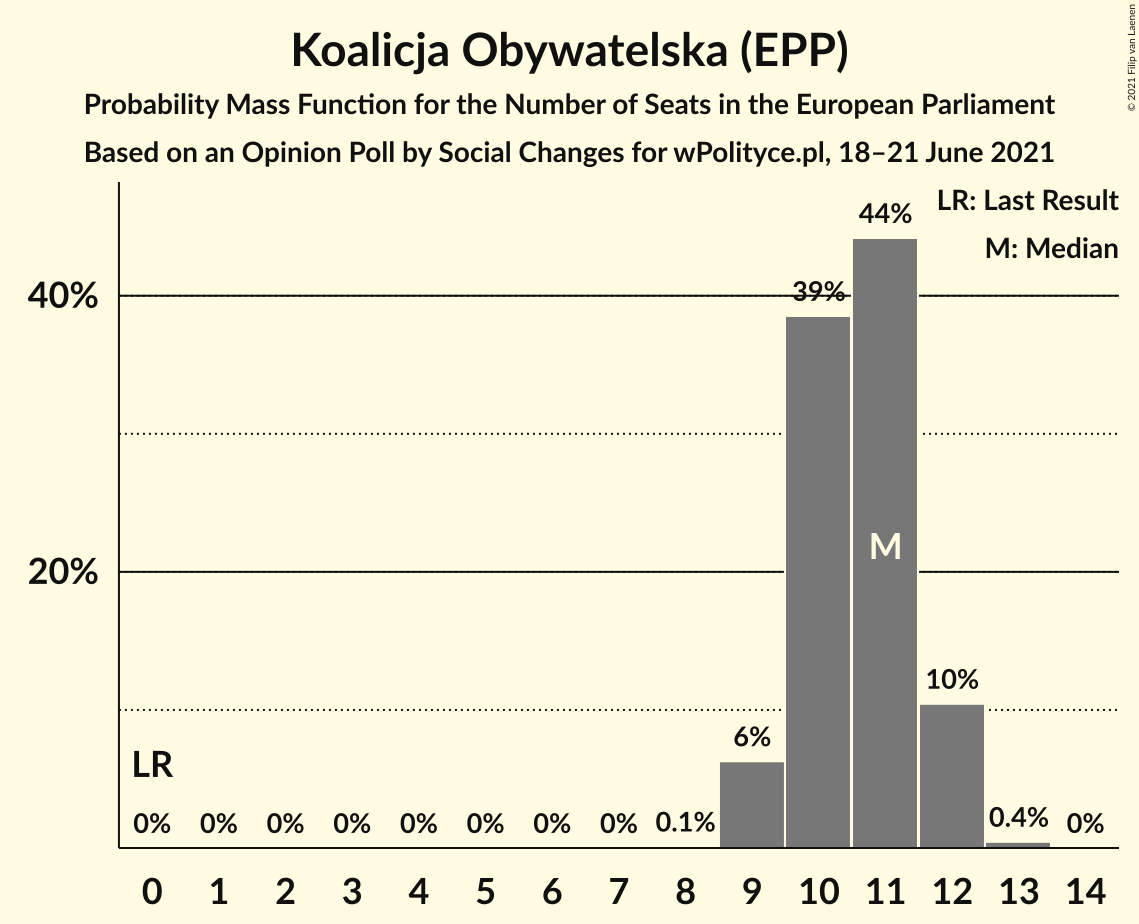 Koalicja Obywatelska (EPP)
Probability Mass Function for the Number of Seats in the European Parliament
Based on an Opinion Poll by Social Changes for wPolityce.pl, 18–21 June 2021
© 2021 Filip van Laenen
LR: Last Result
M: Median
44%
40%
39%
M
20%
10%
6%
LR
0% 0% 0% 0% 0% 0% 0% 0% 0.1% 0.4% 0%
0 1 2 3 4 5 6 7 8 9 10 11 12 13 14